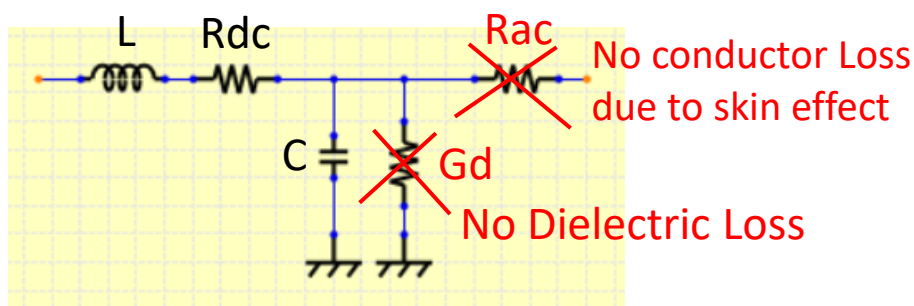 L
Rdc
Rac
No conductor Loss
due to skin effect
C
Gd
No Dielectric Loss